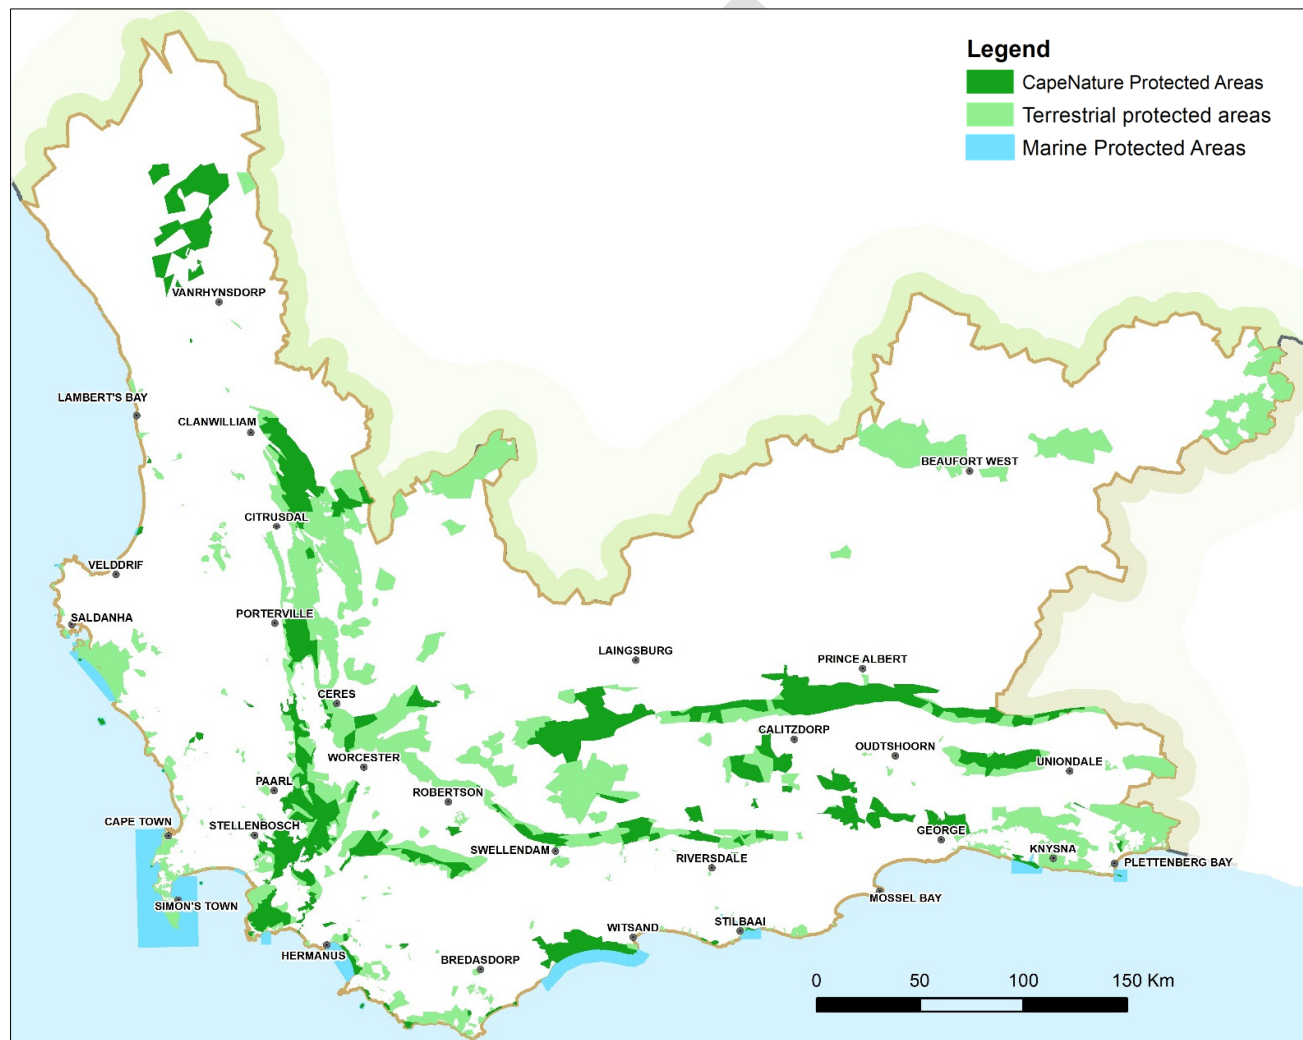 Legend
CapeNature Protected Areas
Terrestrial protected areas
Marine Protected Areas
VANRHYNSDORP
LAMBERT'S BAY
CLANWILLIAM
BEAUFORT WEST
CITRUSDAL
VELDDRIF
SALDANHA
PORTERVILLE
LAINGSBURG
PRINCE ALBERT
CERES
CALITZDORP
OUDTSHOORN
WORCESTER
UNIONDALE
PAARL
ROBERTSON
CAPE TOWN
STELLENBOSCH
GEORGE
SWELLENDAM
KNYSNA
RIVERSDALE
PLETTENBERG BAY
SIMON'S TOWN
MOSSEL BAY
STILBAAI
WITSAND
HERMANUS
BREDASDORP
0 50 100 150 Km